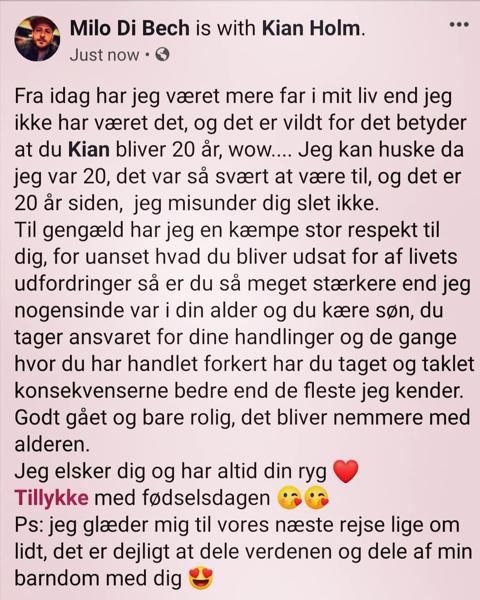 Milo Di Bech is with Kian Holm.
Just now •
Fra idag har jeg været mere far i mit liv end jeg
ikke har været det, og det er vildt for det betyder
at du Kian bliver 20 år, wow.... Jeg kan huske da
jeg var 20, det var så svært at være til, og det er
20 år siden,  jeg misunder dig slet ikke.
Til gengæld har jeg en kæmpe stor respekt til
dig, for uanset hvad du bliver udsat for af livets
udfordringer så er du så meget stærkere end jeg
nogensinde var i din alder og du kære søn, du
tager ansvaret for dine handlinger og de gange
hvor du har handlet forkert har du taget og taklet
konsekvenserne bedre end de fleste jeg kender.
Godt gået og bare rolig, det bliver nemmere med
alderen.
Jeg elsker dig og har altid din ryg ❤️
Tillykke med fødselsdagen 😘😘
Ps: jeg glæder mig til vores næste rejse lige om
lidt, det er dejligt at dele verdenen og dele af min
barndom med dig 😍